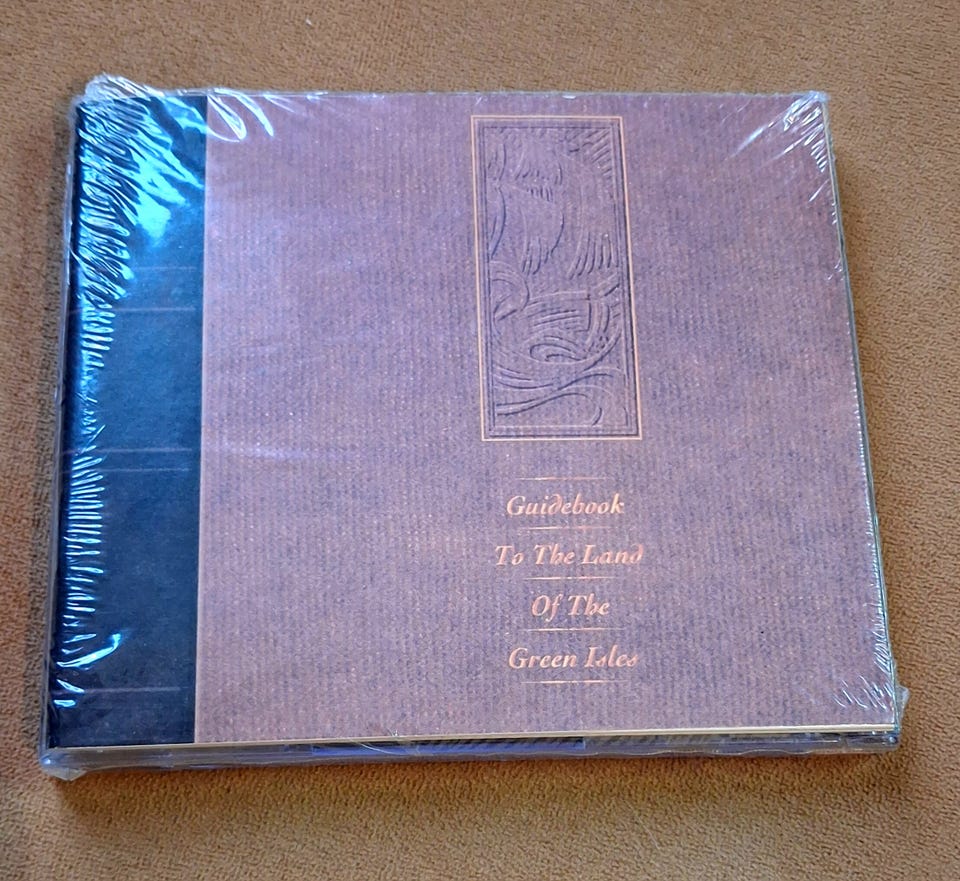 Guidebook
To The Land
Of The
Green Isles